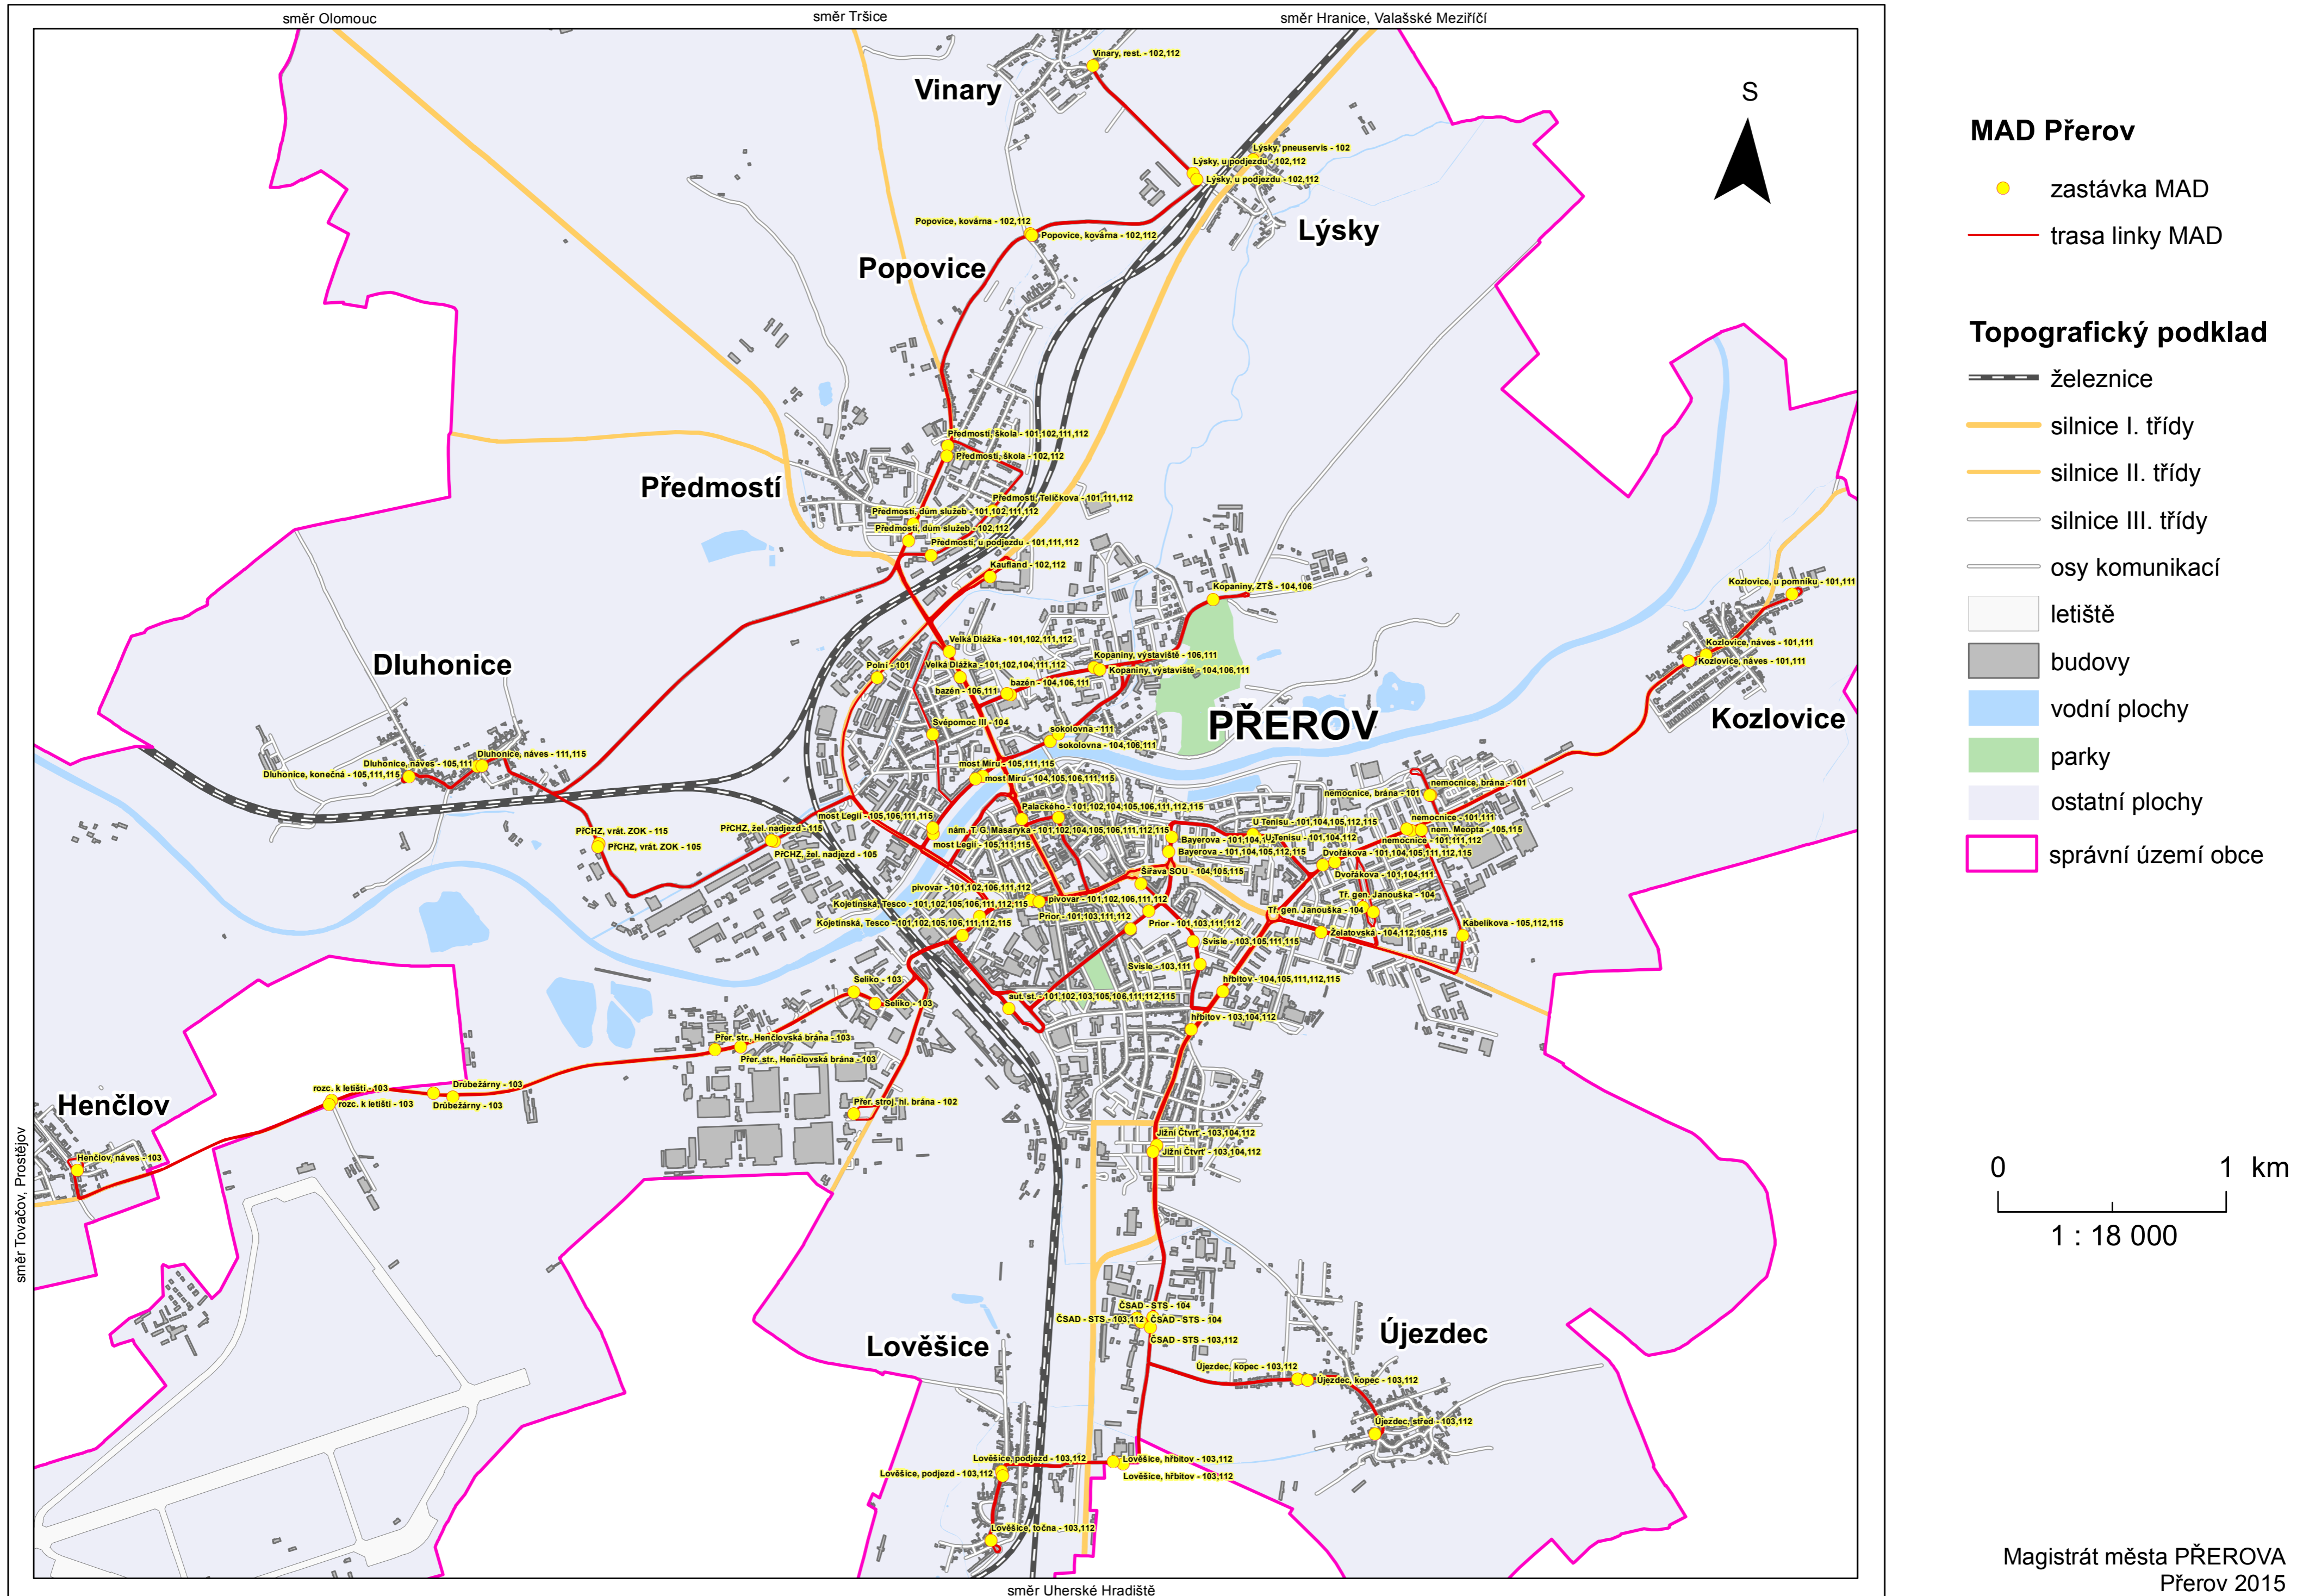 směr Olomouc
směr Tršice
směr Hranice, Valašské Meziříčí
Vinary, rest. - 102,112
Vinary
S
Lýsky, pneuservis - 102
Lýsky, u podjezdu - 102,112
Lýsky, u podjezdu - 102,112
Popovice, kovárna - 102,112
Popovice, kovárna - 102,112
Lýsky
Popovice
Předmostí, škola - 101,102,111,112
Předmostí, škola - 102,112
Předmostí
Předmostí, Teličkova - 101,111,112
Předmostí, dům služeb - 101,102,111,112
Předmostí, dům služeb - 102,112
Předmostí, u podjezdu - 101,111,112
Kaufland - 102,112
Kopaniny, ZTŠ - 104,106
Kozlovice, u pomníku - 101,111
Velká Dlážka - 101,102,111,112
Kozlovice, náves - 101,111
Kozlovice, náves - 101,111
Dluhonice
Polní - 101
Velká Dlážka - 101,102,104,111,112
Kopaniny, výstaviště - 106,111
Kopaniny, výstaviště - 104,106,111
bazén - 104,106,111
bazén - 106,111
PŘEROV
Kozlovice
Svépomoc III - 104
sokolovna - 111
sokolovna - 104,106,111
Dluhonice, náves - 111,115
Dluhonice, náves - 105,111
Dluhonice, konečná - 105,111,115
most Míru - 105,111,115
most Míru - 104,105,106,111,115
nemocnice, brána - 101
nemocnice, brána - 101
Palackého - 101,102,104,105,106,111,112,115
most Legií - 105,106,111,115
U Tenisu - 101,104,105,112,115
nemocnice - 101,111
nám. T. G. Masaryka - 101,102,104,105,106,111,112,115
nem. Meopta - 105,115
PřCHZ, vrát. ZOK - 115
PřCHZ, žel. nadjezd - 115
U Tenisu - 101,104,112
Bayerova - 101,104
nemocnice - 101,111,112
most Legií - 105,111,115
PřCHZ, vrát. ZOK - 105
PřCHZ, žel. nadjezd - 105
Bayerova - 101,104,105,112,115
Dvořákova - 101,104,105,111,112,115
Šířava SOU - 104,105,115
Dvořákova - 101,104,111
pivovar - 101,102,106,111,112
Tř. gen. Janouška - 104
pivovar - 101,102,106,111,112
Kojetínská, Tesco - 101,102,105,106,111,112,115
Tř. gen. Janouška - 104
Prior - 101,103,111,112
Prior - 101,103,111,112
Kojetínská, Tesco - 101,102,105,106,111,112,115
Kabelíkova - 105,112,115
Želatovská - 104,112,105,115
Svisle - 103,105,111,115
Svisle - 103,111
hřbitov - 104,105,111,112,115
Seliko - 103
Seliko - 103
aut. st. - 101,102,103,105,106,111,112,115
hřbitov - 103,104,112
Přer. str., Henčlovská brána - 103
Přer. str., Henčlovská brána - 103
Drůbežárny - 103
Drůbežárny - 103
rozc. k letišti - 103
rozc. k letišti - 103
Přer. stroj. hl. brána - 102
Henčlov
Henčlov, náves - 103
Jižní Čtvrť - 103,104,112
Jižní Čtvrť - 103,104,112
směr Tovačov, Prostějov
ČSAD - STS - 104
ČSAD - STS - 103,112
ČSAD - STS - 104
ČSAD - STS - 103,112
Lověšice
Újezdec
Újezdec, kopec - 103,112
Újezdec, kopec - 103,112
Újezdec, střed - 103,112
Lověšice, podjezd - 103,112
Lověšice, podjezd - 103,112
Lověšice, hřbitov - 103,112
Lověšice, hřbitov - 103,112
Lověšice, točna - 103,112
směr Uherské Hradiště
MAD Přerov
zastávka MAD
trasa linky MAD
Topografický podklad
železnice
silnice I. třídy
silnice II. třídy
silnice III. třídy
osy komunikací
letiště
budovy
vodní plochy
parky
ostatní plochy
správní území obce
0 1 km
1 : 18 000
Magistrát města PŘEROVA
Přerov 2015